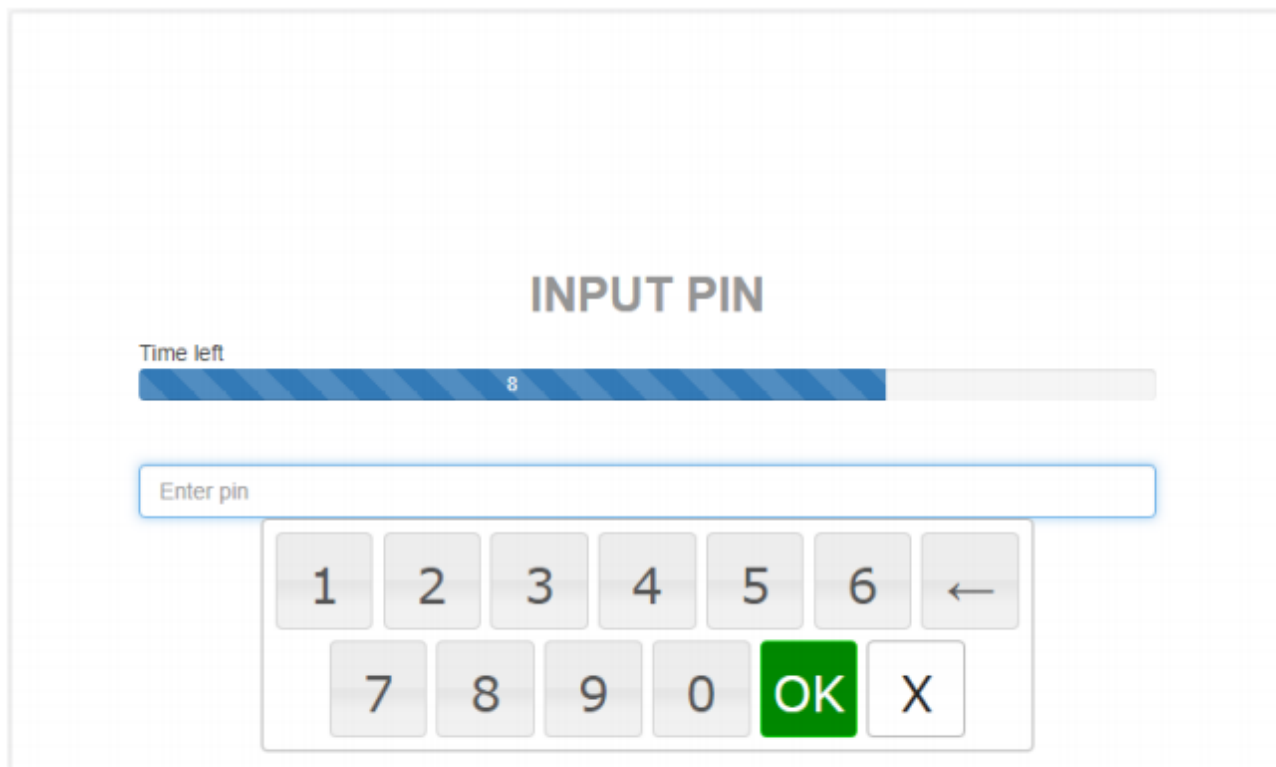 INPUT PIN
Time left
8
Enter pin
1 2 3 4 5 6 ←
7 8 9 0 OK X